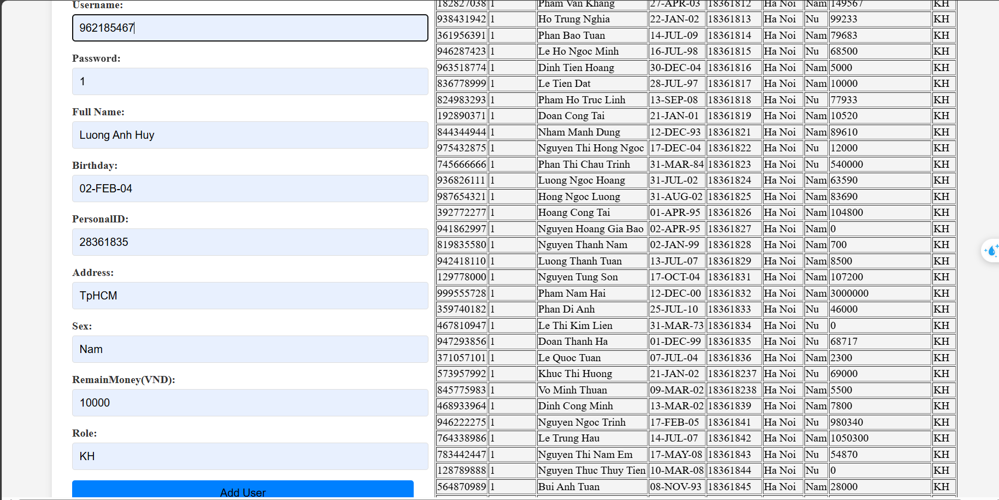 Username:
962185467
Password:
1
Full Name:
Luong Anh Huy
Birthday:
02-FEB-04
PersonalID:
28361835
Address:
TpHCM
Sex:
Nam
RemainMoney(VND):
10000
Role:
KH
Add User
182827038 1 Pham Van Khang 27-APR-03 18361812 Ha Noi Nam 149567 KH
938431942 1 Ho Trung Nghia 22-JAN-02 18361813 Ha Noi Nu 99233 KH
361956391 1 Phan Bao Tuan 14-JUL-09 18361814 Ha Noi Nam 79683 KH
946287423 1 Le Ho Ngoc Minh 16-JUL-98 18361815 Ha Noi Nu 68500 KH
963518774 1 Dinh Tien Hoang 30-DEC-04 18361816 Ha Noi Nam 5000 KH
836778999 1 Le Tien Dat 28-JUL-97 18361817 Ha Noi Nam 10000 KH
824983293 1 Pham Ho Truc Linh 13-SEP-08 18361818 Ha Noi Nu 77933 KH
192890371 1 Doan Cong Tai 21-JAN-01 18361819 Ha Noi Nam 10520 KH
844344944 1 Nham Manh Dung 12-DEC-93 18361821 Ha Noi Nam 89610 KH
975432875 1 Nguyen Thi Hong Ngoc 17-DEC-04 18361822 Ha Noi Nu 12000 KH
745666666 1 Phan Thi Chau Trinh 31-MAR-84 18361823 Ha Noi Nu 540000 KH
936826111 1 Luong Ngoc Hoang 31-JUL-02 18361824 Ha Noi Nam 63590 KH
987654321 1 Hong Ngoc Luong 31-AUG-02 18361825 Ha Noi Nam 83690 KH
392772277 1 Hoang Cong Tai 01-APR-95 18361826 Ha Noi Nam 104800 KH
941862997 1 Nguyen Hoang Gia Bao 02-APR-95 18361827 Ha Noi Nam 0 KH
819835580 1 Nguyen Thanh Nam 02-JAN-99 18361828 Ha Noi Nam 700 KH
942418110 1 Luong Thanh Tuan 13-JUL-07 18361829 Ha Noi Nam 8500 KH
129778000 1 Nguyen Tung Son 17-OCT-04 18361831 Ha Noi Nam 107200 KH
999555728 1 Pham Nam Hai 12-DEC-00 18361832 Ha Noi Nam 3000000 KH
359740182 1 Phan Di Anh 25-JUL-10 18361833 Ha Noi Nu 46000 KH
467810947 1 Le Thi Kim Lien 31-MAR-73 18361834 Ha Noi Nu 0 KH
947293856 1 Doan Thanh Ha 01-DEC-99 18361835 Ha Noi Nu 68717 KH
371057101 1 Le Quoc Tuan 07-JUL-04 18361836 Ha Noi Nam 2300 KH
573957992 1 Khuc Thi Huong 21-JAN-02 183618237 Ha Noi Nu 69000 KH
845775983 1 Vo Minh Thuan 09-MAR-02 183618238 Ha Noi Nam 5500 KH
468933964 1 Dinh Cong Minh 13-MAR-02 18361839 Ha Noi Nam 7800 KH
946222275 1 Nguyen Ngoc Trinh 17-FEB-05 18361841 Ha Noi Nu 980340 KH
764338986 1 Le Trung Hau 14-JUL-07 18361842 Ha Noi Nam 1050300 KH
783442447 1 Nguyen Thi Nam Em 17-MAY-08 18361843 Ha Noi Nu 54870 KH
128789888 1 Nguyen Thuc Thuy Tien 10-MAR-08 18361844 Ha Noi Nu 0 KH
564870989 1 Bui Anh Tuan 08-NOV-93 18361845 Ha Noi Nam 28000 KH